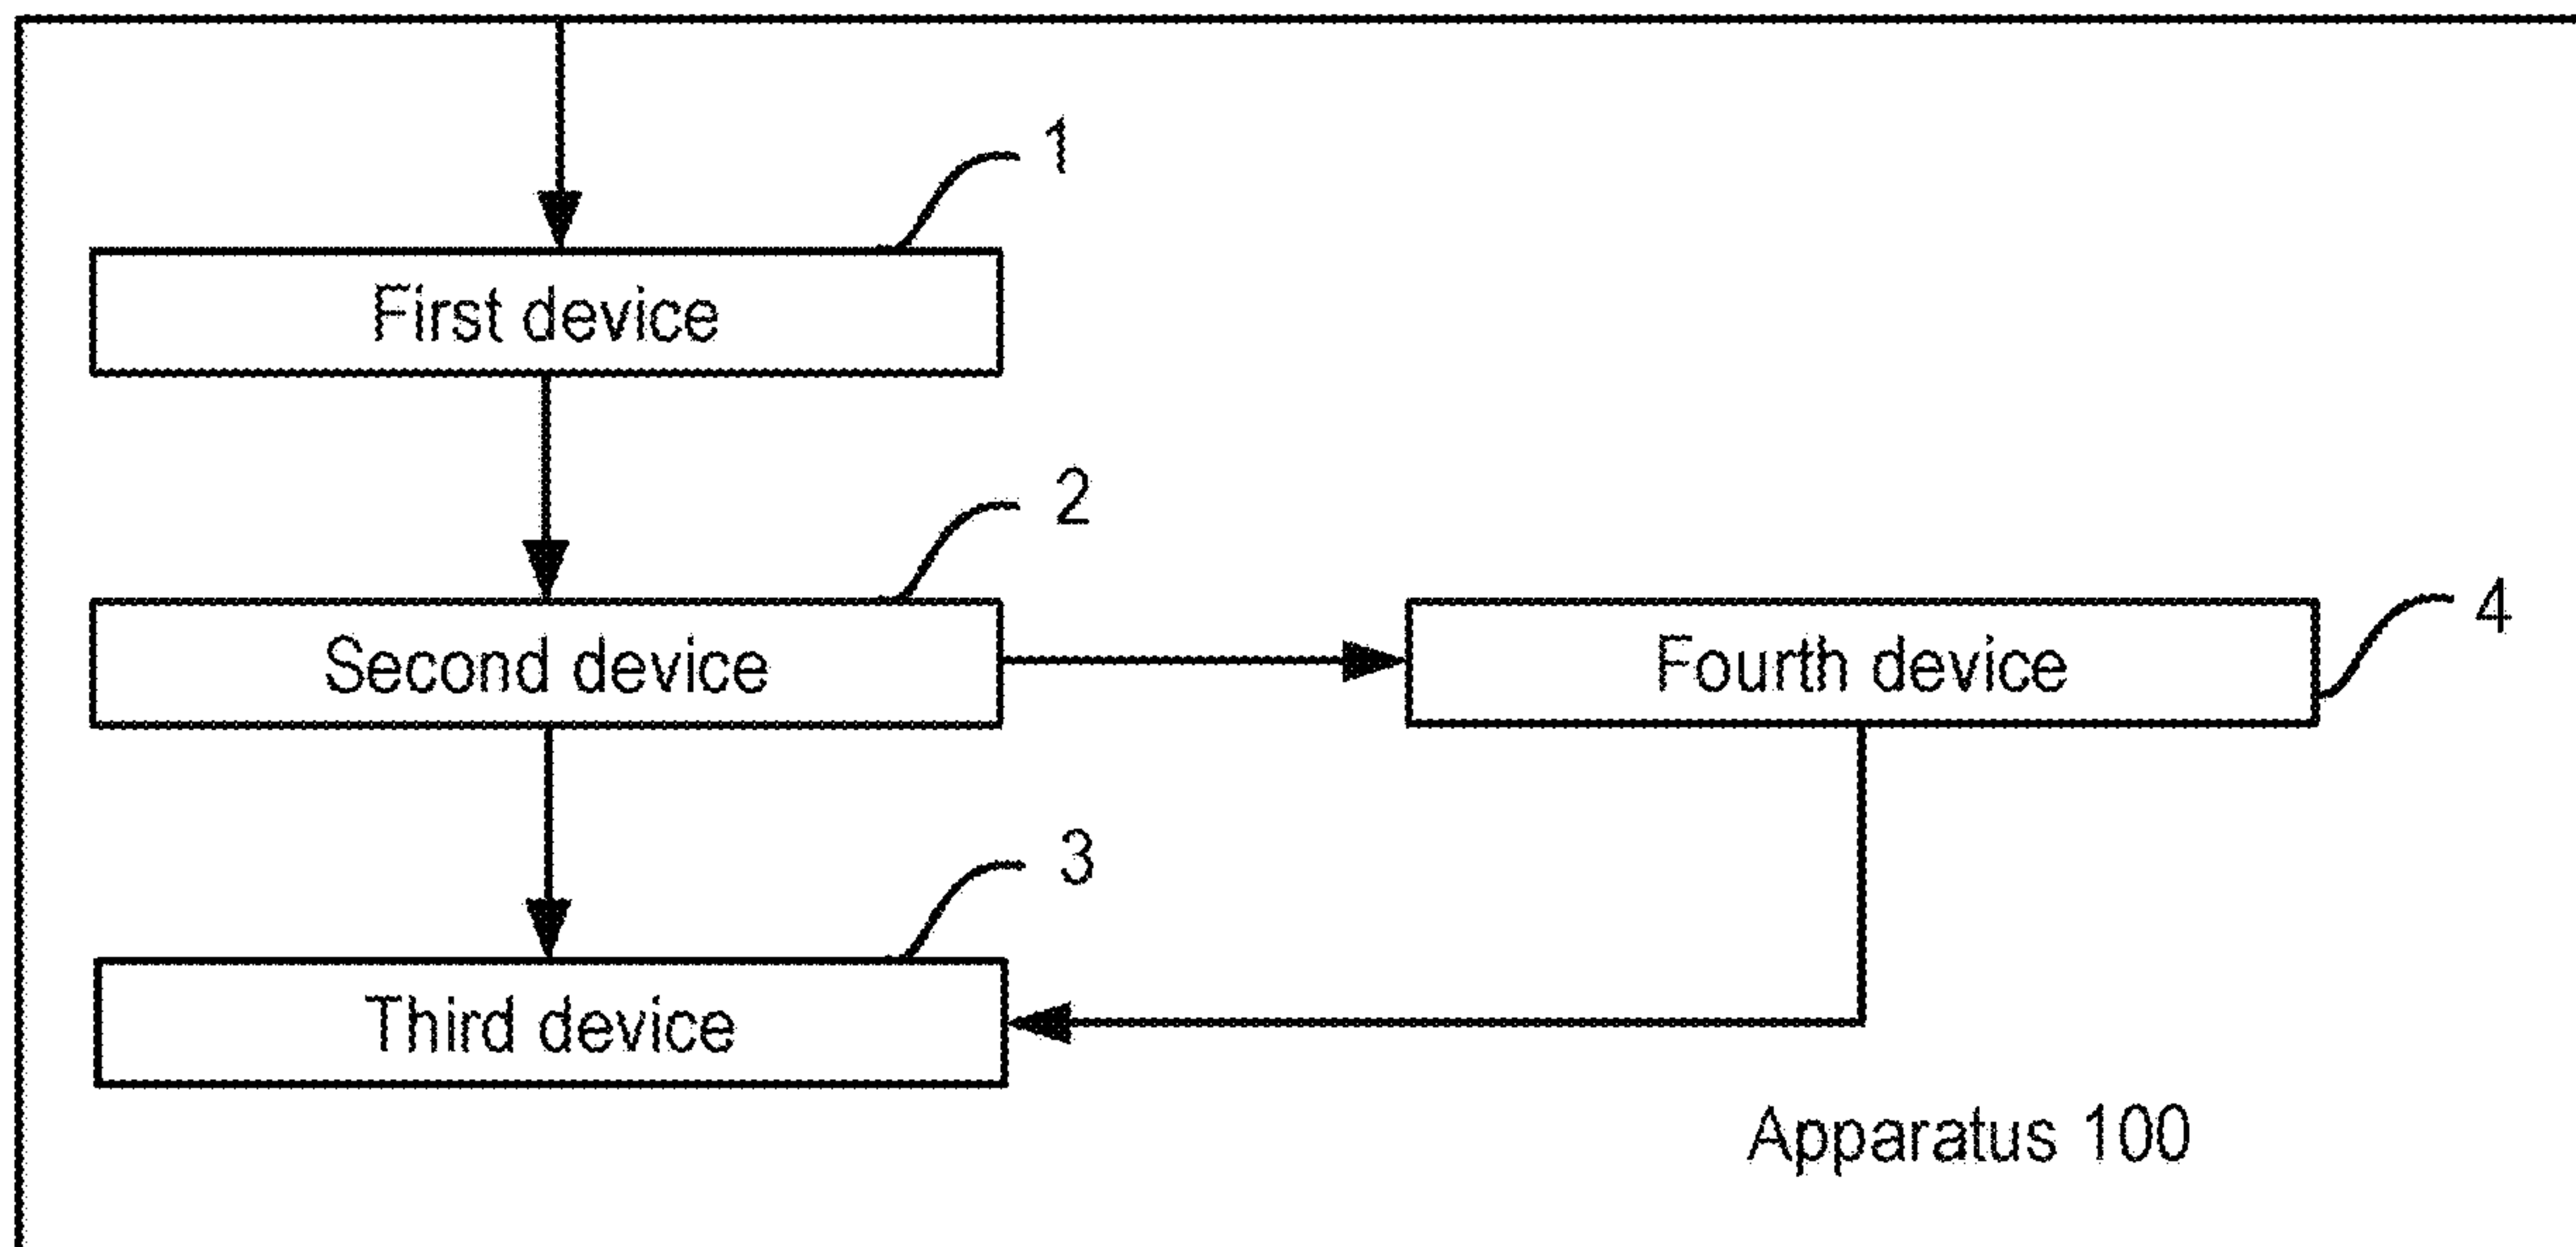 1
First device
2
Second device
4
Fourth device
3
Third device
Apparatus 100